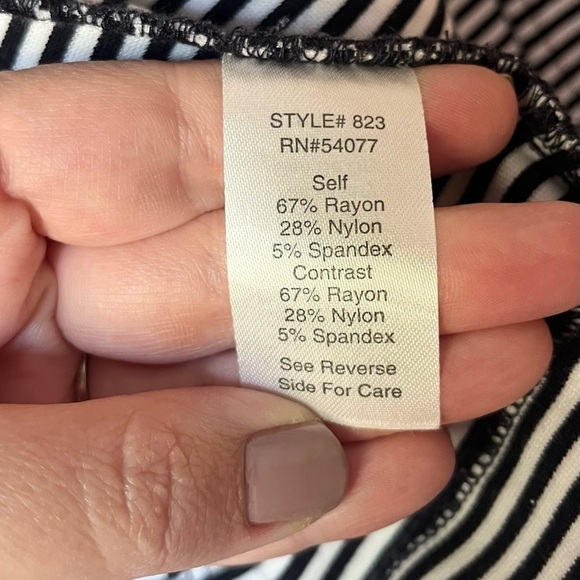 STYLE# 823
RN#54077
Self
67% Rayon
28% Nylon
5% Spandex
Contrast
67% Rayon
28% Nylon
5% Spandex
See Reverse
Side For Care